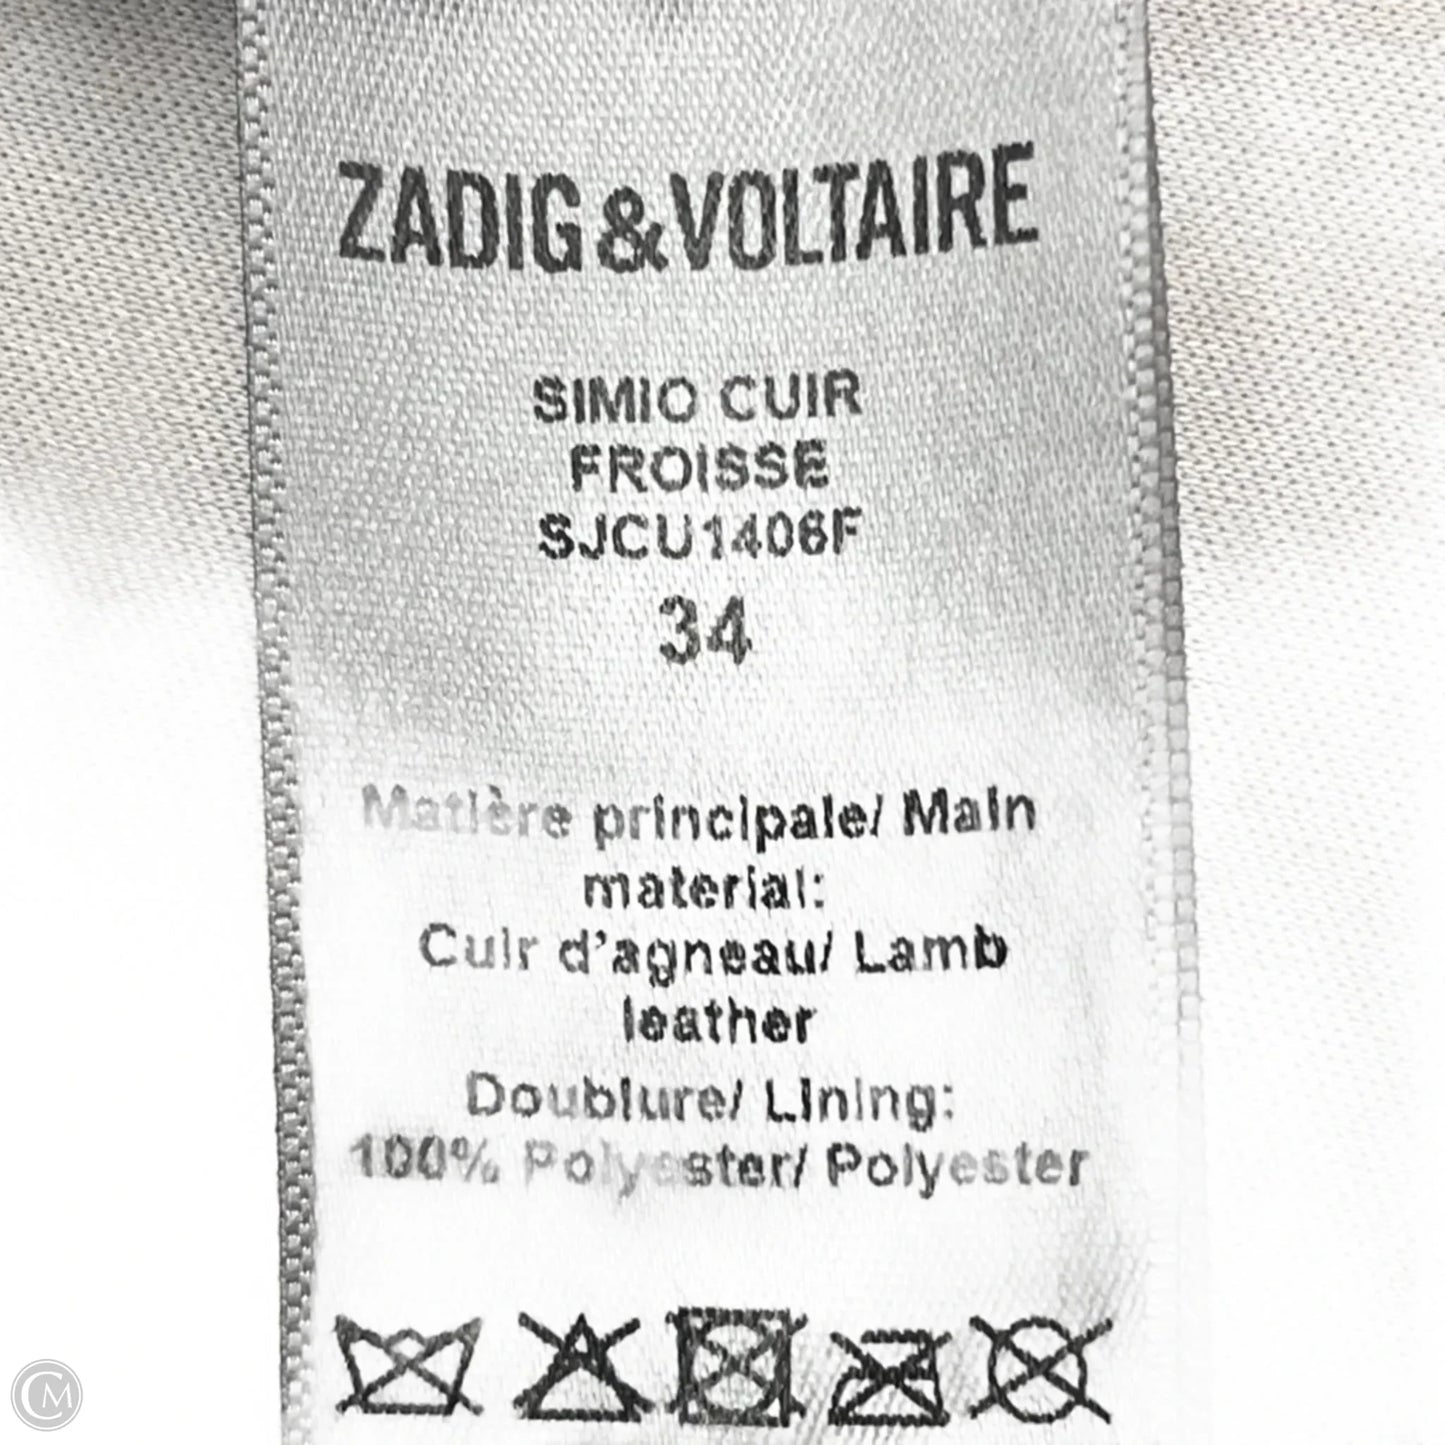 ZADIG&VOLTAIRE
SIMIO CUIR
FROISSE
SJCU1406F
34
Matière principale/ Main
material:
Cuir d'agneau/ Lamb
leather
Doublure/ Lining:
100% Polyester/ Polyester
CM